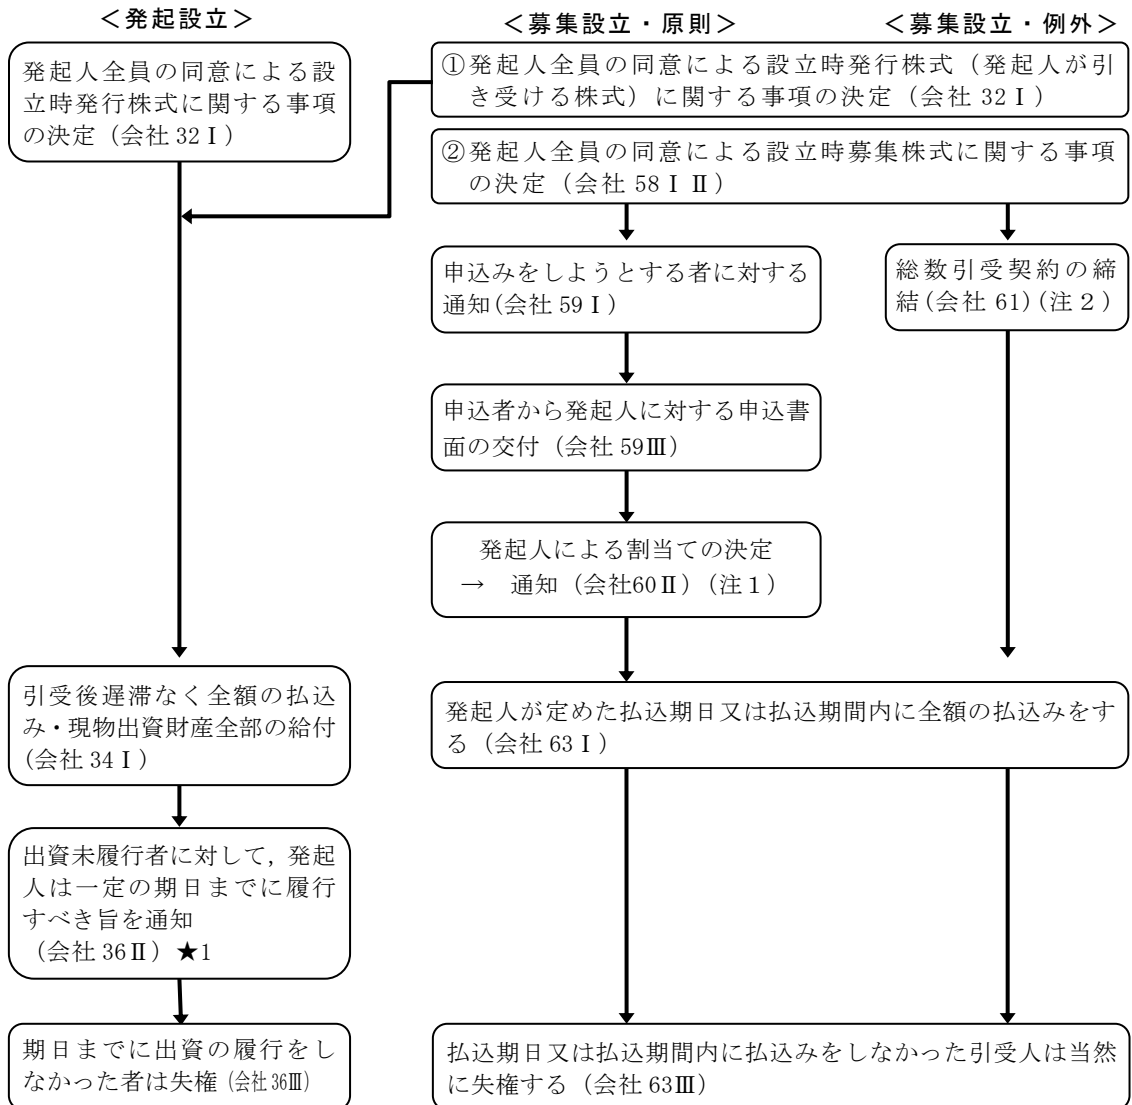 ＜発起設立＞
発起人全員の同意による設
立時発行株式に関する事項
の決定（会社 32Ⅰ）
引受後遅滞なく全額の払込
み・現物出資財産全部の給付
(会社 34Ⅰ)
出資未履行者に対して，発起
人は一定の期日までに履行
すべき旨を通知
（会社 36Ⅱ）★1
期日までに出資の履行をし
なかった者は失権（会社 36Ⅲ）
＜募集設立・原則＞
＜募集設立・例外＞
①発起人全員の同意による設立時発行株式（発起人が引
き受ける株式）に関する事項の決定（会社 32Ⅰ）
②発起人全員の同意による設立時募集株式に関する事項
の決定（会社 58ⅠⅡ）
申込みをしようとする者に対する
通知(会社 59Ⅰ)
総数引受契約の締
結(会社 61)(注２)
申込者から発起人に対する申込書
面の交付（会社 59Ⅲ）
発起人による割当ての決定
→　通知（会社60Ⅱ）(注１)
発起人が定めた払込期日又は払込期間内に全額の払込みをす
る（会社 63Ⅰ）
払込期日又は払込期間内に払込みをしなかった引受人は当然
に失権する（会社 63Ⅲ）